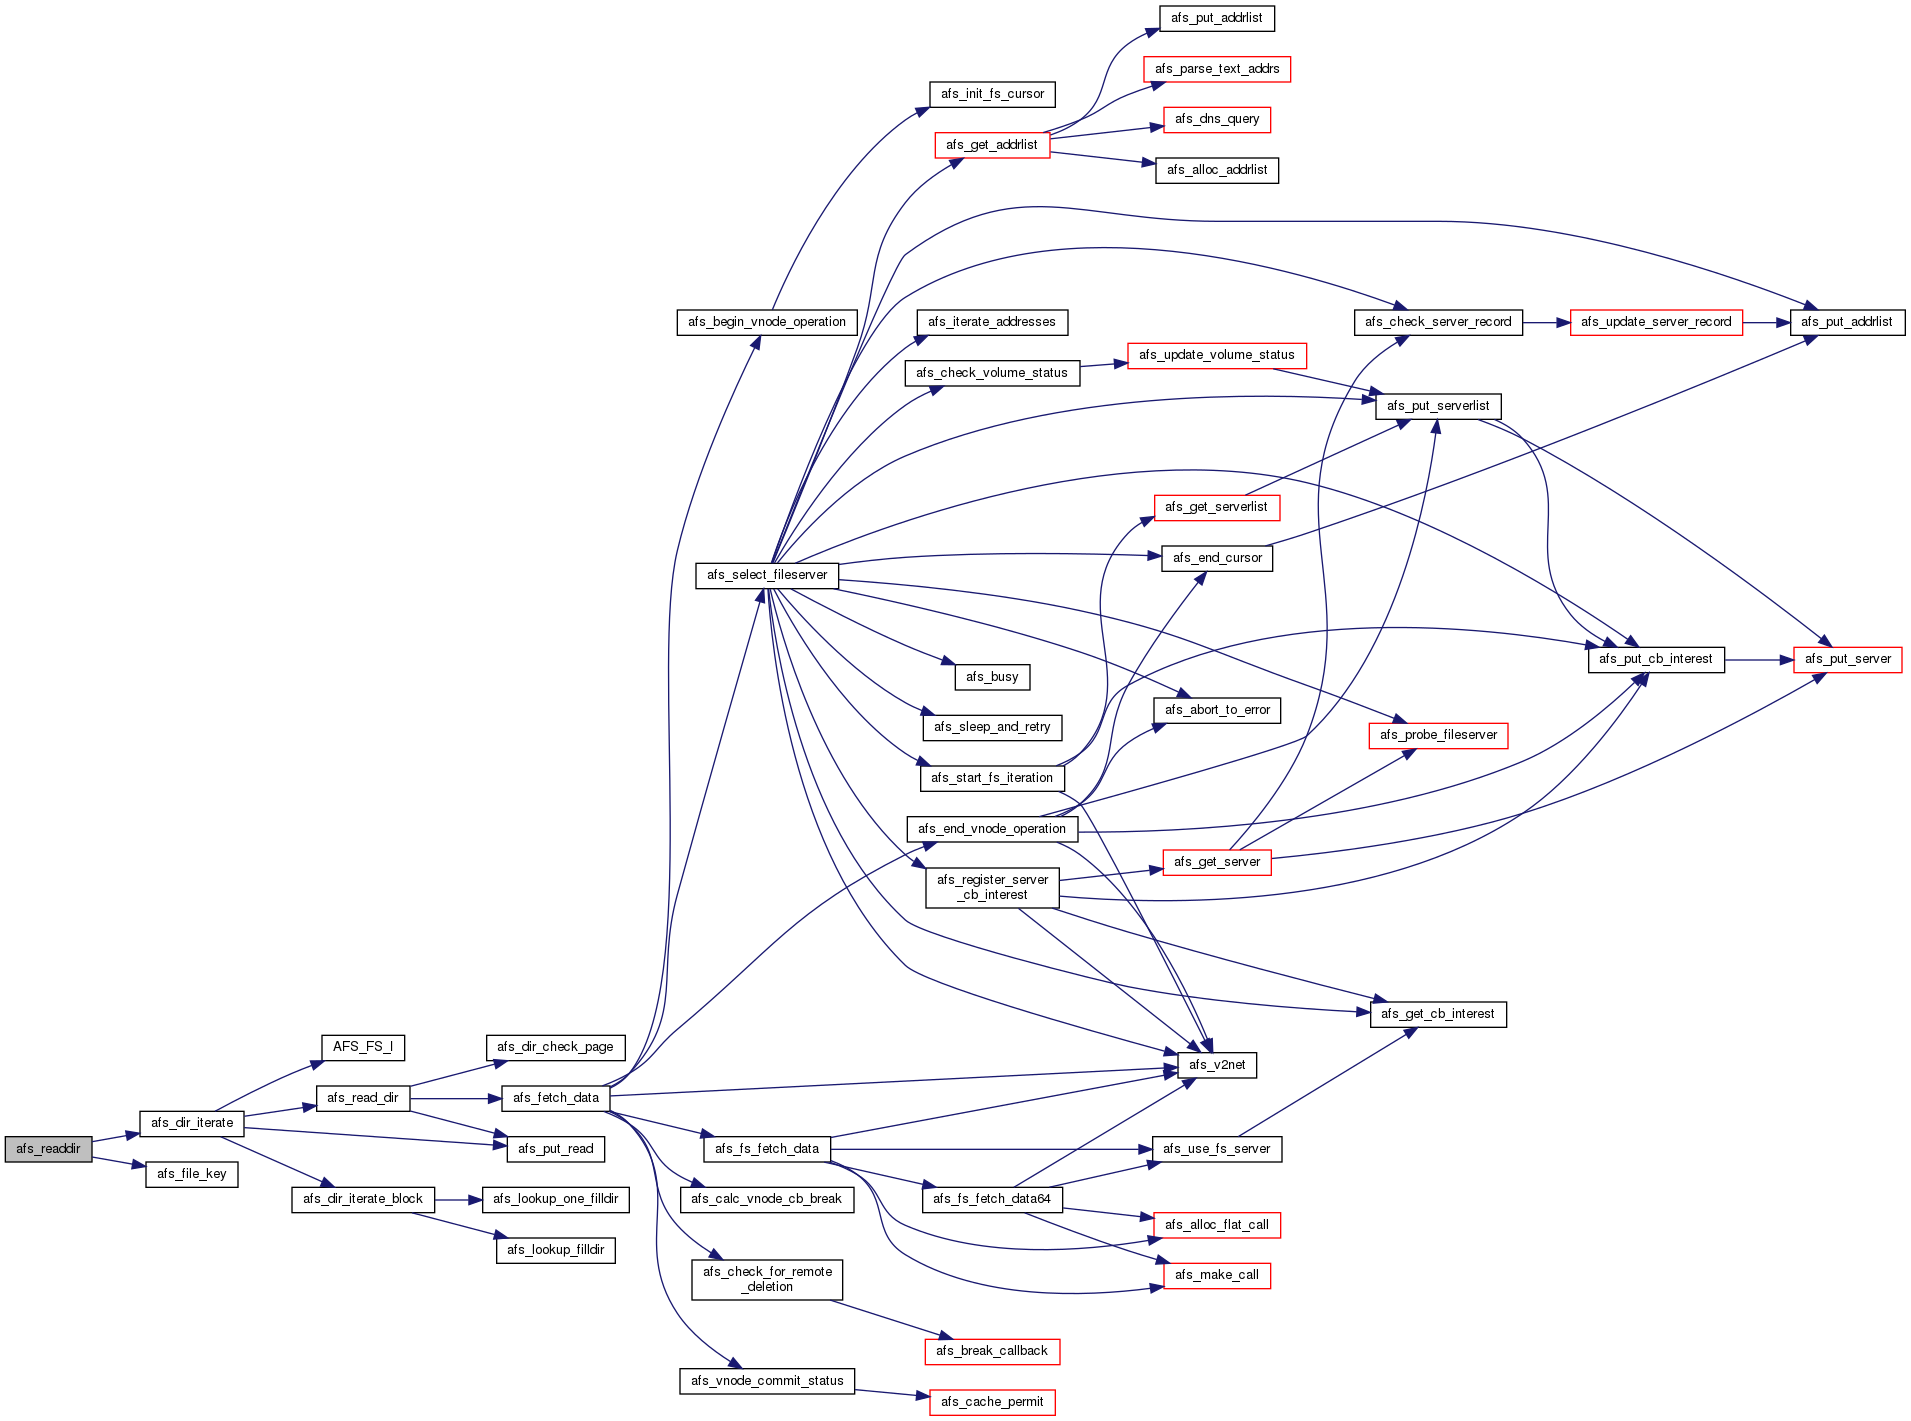 afs_put_addrlist
afs_parse_text_addrs
afs_init_fs_cursor
afs_dns_query
afs_get_addrlist
afs_alloc_addrlist
afs_begin_vnode_operation
afs_iterate_addresses
afs_check_server_record
afs_update_server_record
afs_put_addrlist
afs_update_volume_status
afs_check_volume_status
afs_put_serverlist
afs_get_serverlist
afs_end_cursor
afs_select_fileserver
afs_put_cb_interest
afs_put_server
afs_busy
afs_abort_to_error
afs_sleep_and_retry
afs_probe_fileserver
afs_start_fs_iteration
afs_end_vnode_operation
afs_get_server
afs_register_server
_cb_interest
afs_get_cb_interest
AFS_FS_I
afs_dir_check_page
afs_v2net
afs_read_dir
afs_fetch_data
afs_dir_iterate
afs_readdir
afs_put_read
afs_fs_fetch_data
afs_use_fs_server
afs_file_key
afs_dir_iterate_block
afs_lookup_one_filldir
afs_calc_vnode_cb_break
afs_fs_fetch_data64
afs_alloc_flat_call
afs_lookup_filldir
afs_check_for_remote
_deletion
afs_make_call
afs_break_callback
afs_vnode_commit_status
afs_cache_permit